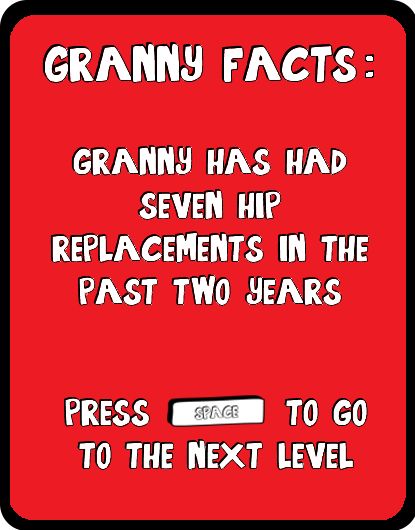 GRANNY FACTS:
GRANNY HAS HAD
SEVEN HIP
REPLACEMENTS IN THE
PAST TWO YEARS
PRESS SPACE TO GO
TO THE NEXT LEVEL